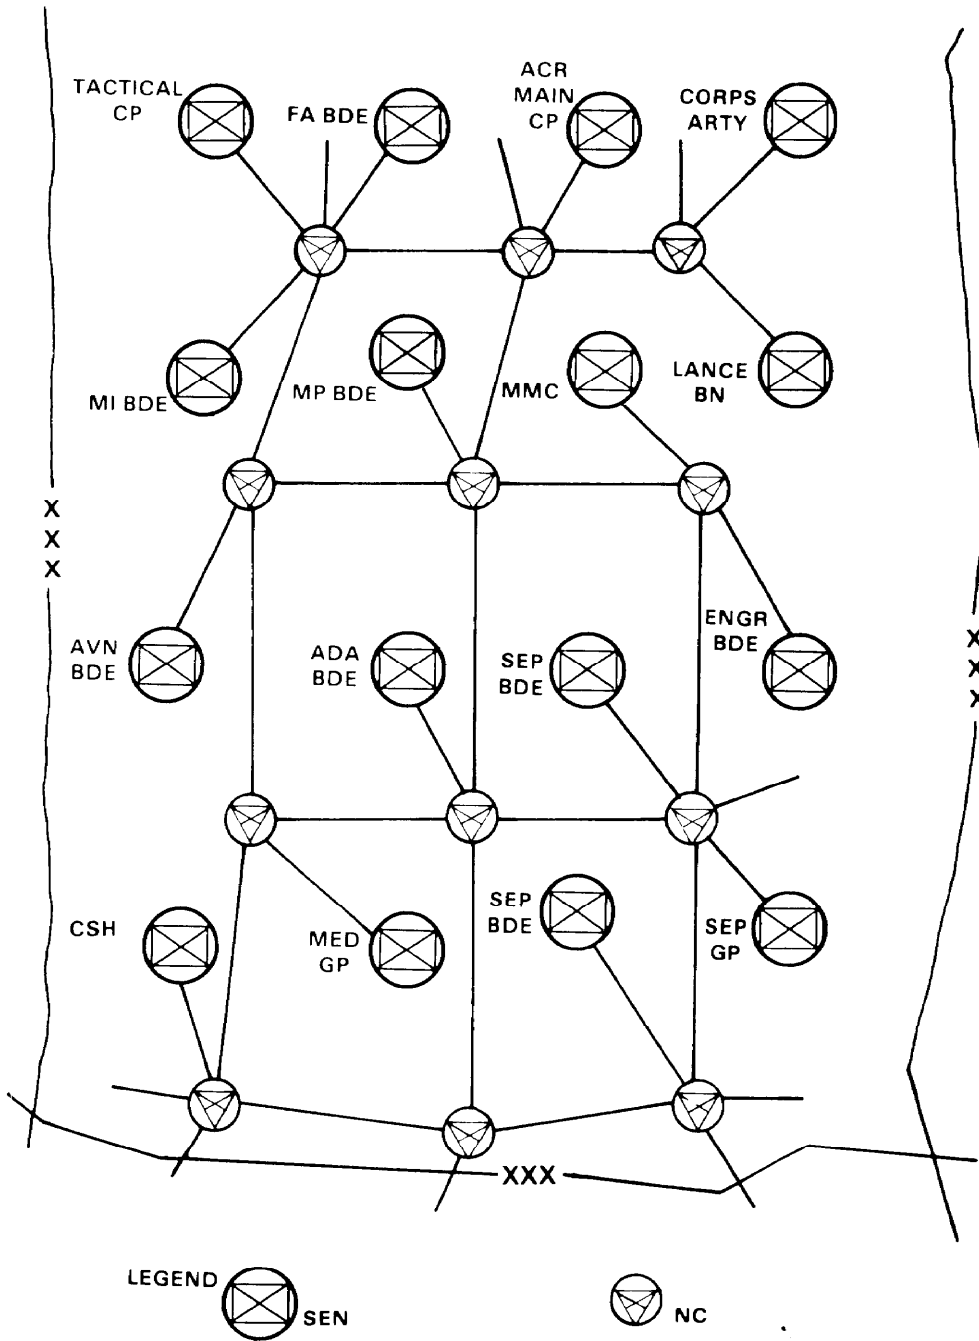 TACTICAL
CP
FA BDE
ACR
MAIN
CP
CORPS
ARTY
MI BDE
MP BDE
MMC
LANCE
BN
X
X
X
AVN
BDE
ADA
BDE
SEP
BDE
ENGR
BDE
X
X
X
CSH
MED
GP
SEP
BDE
SEP
GP
XXX
LEGEND
SEN
NC